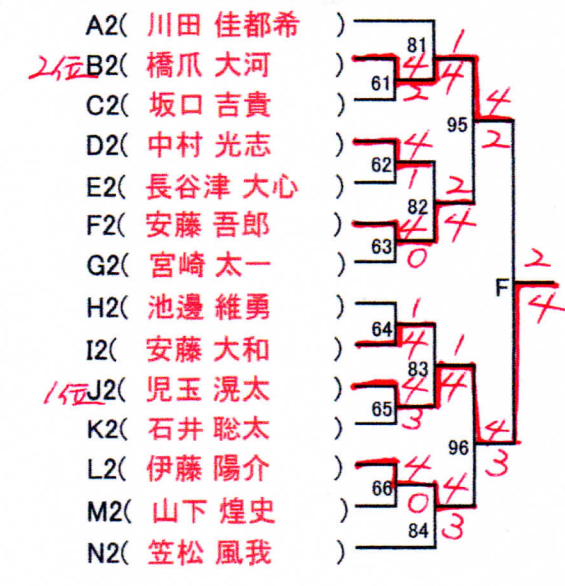 A2( 川田 佳都希 )
81 1
2位 B2( 橋爪 大河 ) 4 4
61
C2( 坂口 吉貴 ) 2 4
95
D2( 中村 光志 ) 4 2
62
E2( 長谷津 大心 ) 1 2
82
F2( 安藤 吾郎 ) 4 4
63
G2( 宮崎 太一 ) 0 2
F
H2( 池邊 維勇 ) 1 4
64
I2( 安藤 大和 ) 4 1
83
1位 J2( 児玉 滉太 ) 4 4
65
K2( 石井 聡太 ) 3 4
96
L2( 伊藤 陽介 ) 4 3
66
M2( 山下 煌史 ) 0 4
84 3
N2( 笠松 風我 )